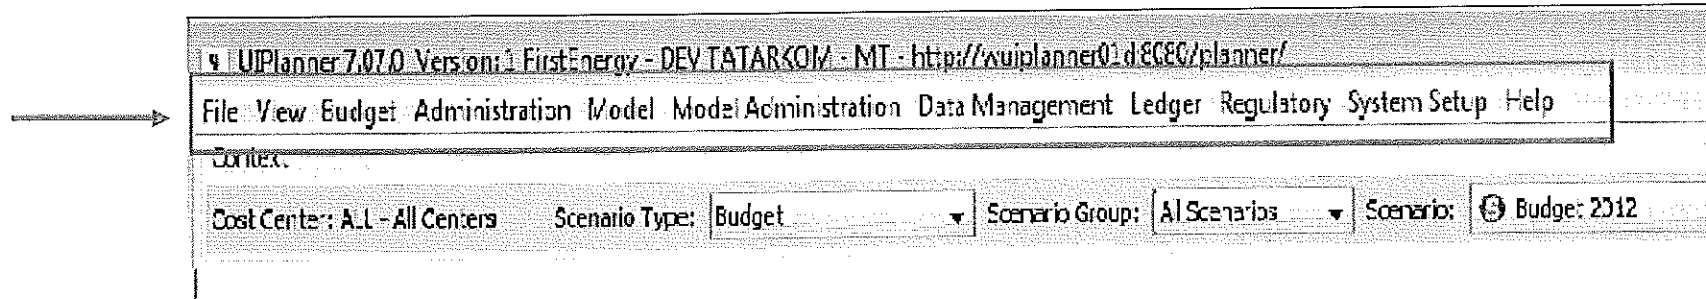 UIPlanner 7.07.0 Version: 1 FirstEnergy - DEV TATARKOM - MT - http://wuiplanner01d:8080/planner/
File View Budget Administration Model Model Administration Data Management Ledger Regulatory System Setup Help
Context
Cost Center: ALL - All Centers Scenario Type: Budget Scenario Group: All Scenarios Scenario: Budget 2012